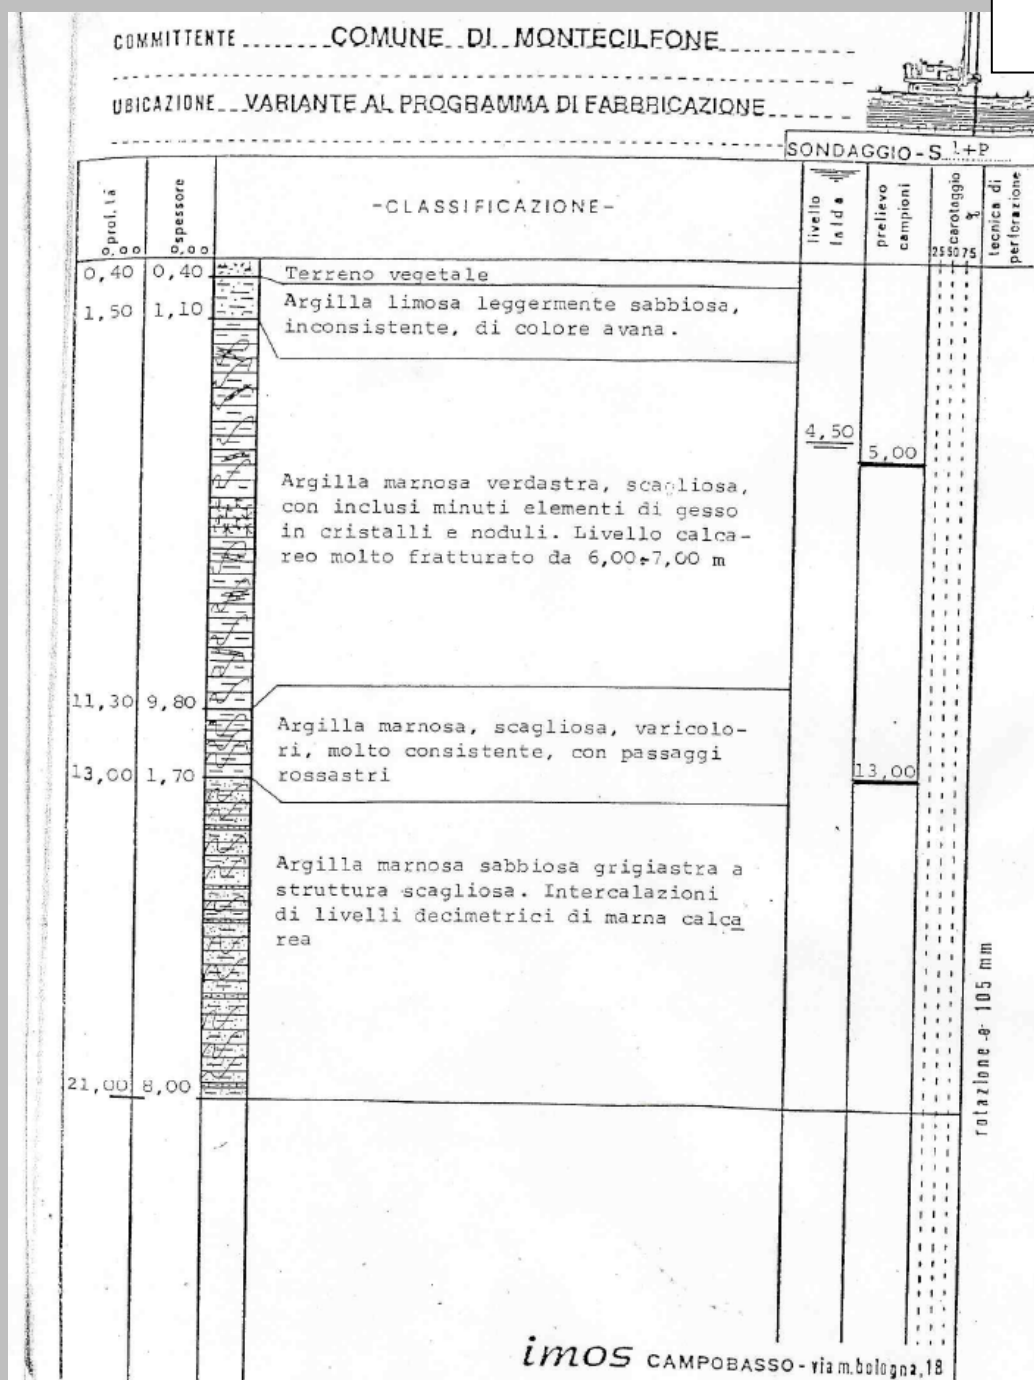 COMMITTENTE COMUNE DI MONTECILFONE
UBICAZIONE VARIANTE AL PROGRAMMA DI FABBRICAZIONE
SONDAGGIO-S 1+P
prof.tà 0,00
spessore 0,00
-CLASSIFICAZIONE-
livello falda
prelievo campioni
carotaggio %
25 50 75
tecnica di perforazione
0,40 0,40 Terreno vegetale
1,50 1,10 Argilla limosa leggermente sabbiosa,
inconsistente, di colore avana.
4,50
5,00
Argilla marnosa verdastra, scagliosa,
con inclusi minuti elementi di gesso
in cristalli e noduli. Livello calca-
reo molto fratturato da 6,00÷7,00 m
11,30 9,80
Argilla marnosa, scagliosa, varicolo-
ri, molto consistente, con passaggi
rossastri
13,00 1,70
13,00
Argilla marnosa sabbiosa grigiastra a
struttura scagliosa. Intercalazioni
di livelli decimetrici di marna calca
rea
rotazione ø 105 mm
21,00 8,00
imos CAMPOBASSO - via m.bologna,18